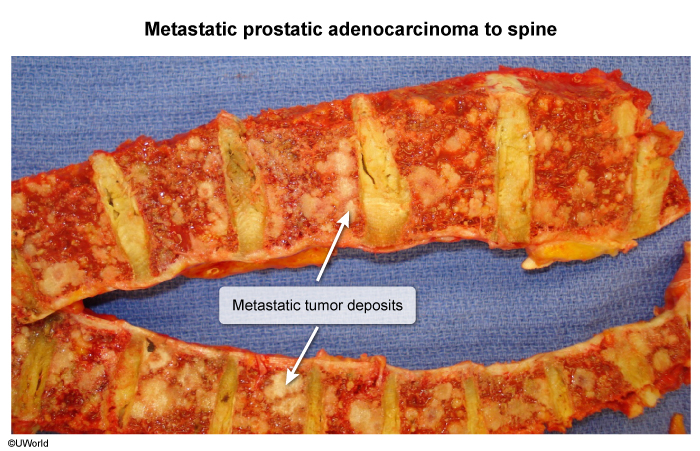 Metastatic prostatic adenocarcinoma to spine
Metastatic tumor deposits
©UWorld